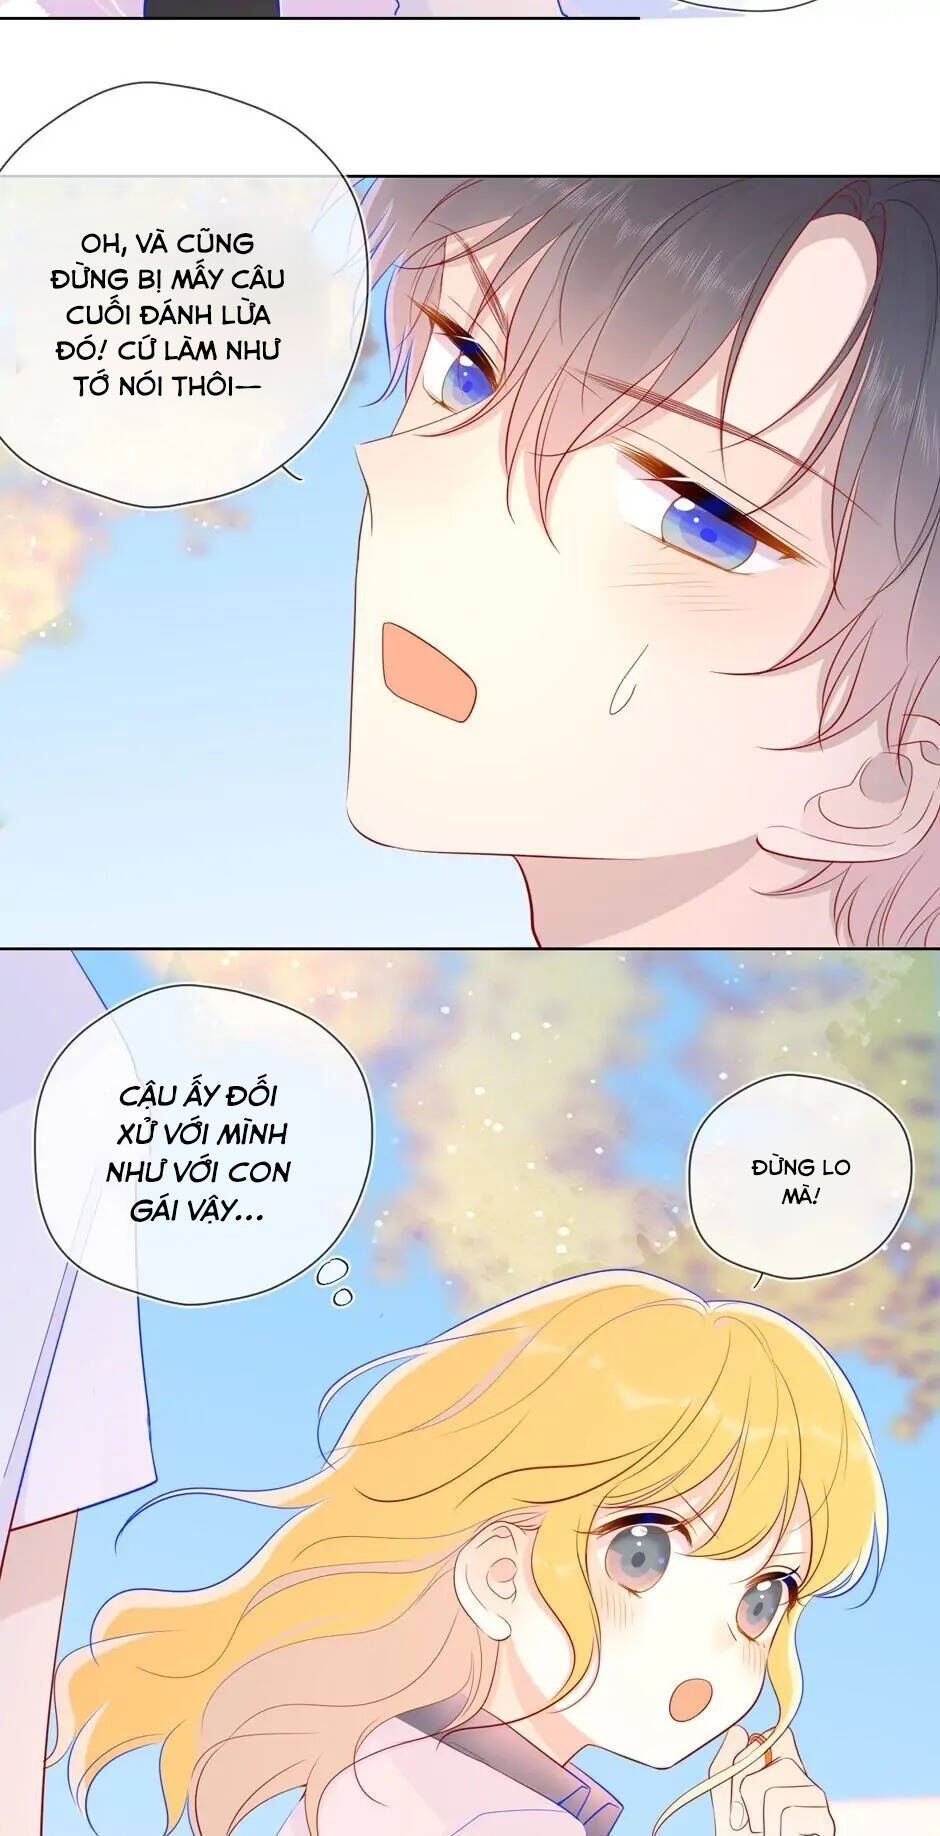 OH, VÀ CŨNG
ĐỪNG BỊ MẤY CÂU
CUỐI ĐÁNH LỪA
ĐÓ! CỨ LÀM NHƯ
TỚ NÓI THÔI—
CẬU ẤY ĐỐI
XỬ VỚI MÌNH
NHƯ VỚI CON
GÁI VẬY...
ĐỪNG LO
MÀ!